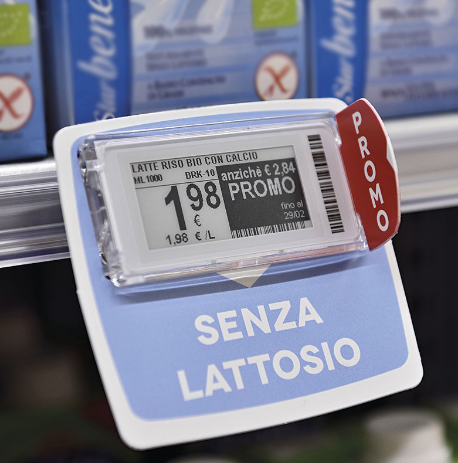 LATTE RISO BIO CON CALCIO
ML 1000 DRK-10
1 98
€
1,98 € /L
anziché € 2,84
PROMO
fino al
29/02
PROMO
SENZA
LATTOSIO